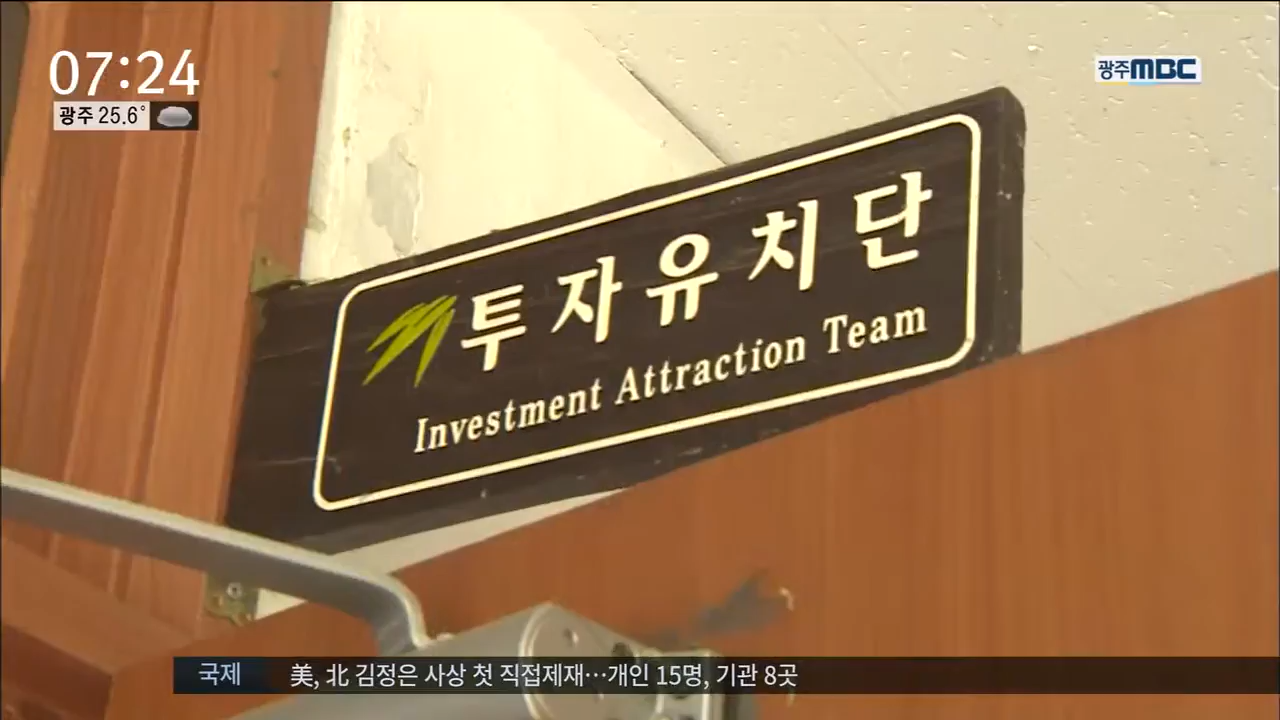 07:24
광주MBC
광주 25.6°
투자유치단
Investment Attraction Team
국제 美, 北 김정은 사상 첫 직접제재…개인 15명, 기관 8곳